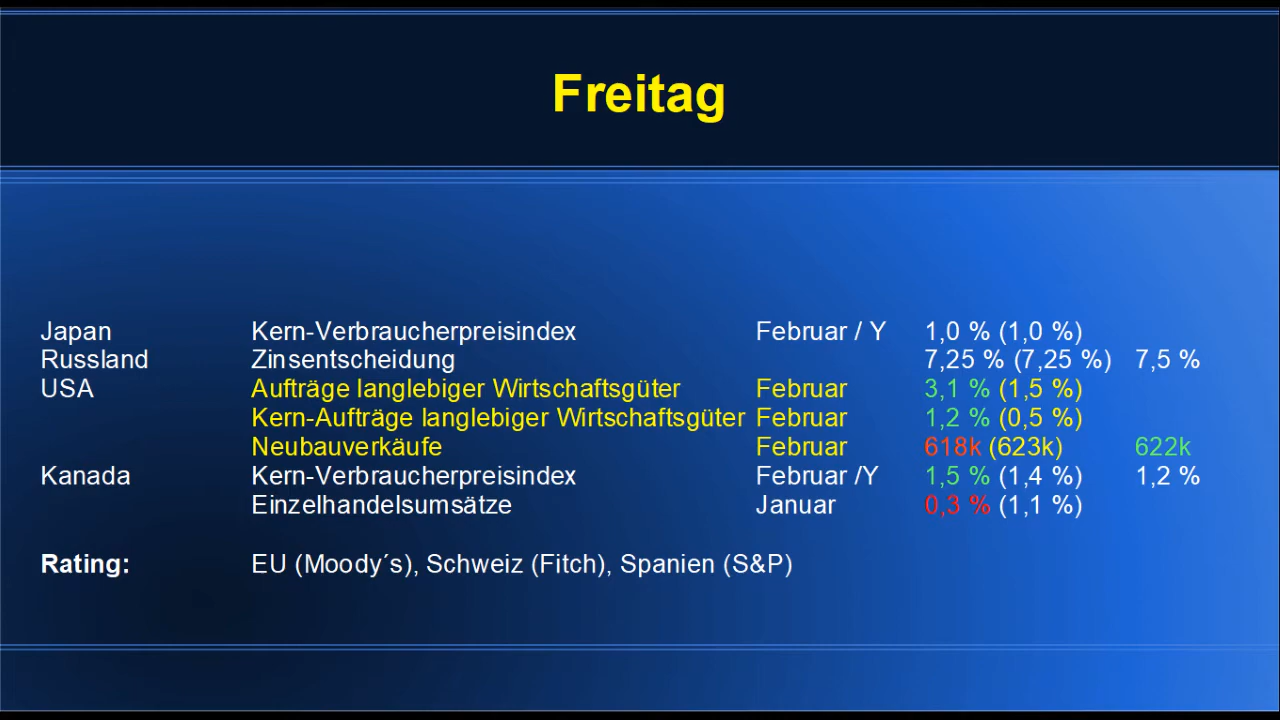 Freitag
Japan Kern-Verbraucherpreisindex Februar / Y 1,0 % (1,0 %)
Russland Zinsentscheidung 7,25 % (7,25 %) 7,5 %
USA Aufträge langlebiger Wirtschaftsgüter Februar 3,1 % (1,5 %)
Kern-Aufträge langlebiger Wirtschaftsgüter Februar 1,2 % (0,5 %)
Neubauverkäufe Februar 618k (623k) 622k
Kanada Kern-Verbraucherpreisindex Februar /Y 1,5 % (1,4 %) 1,2 %
Einzelhandelsumsätze Januar 0,3 % (1,1 %)
Rating: EU (Moody´s), Schweiz (Fitch), Spanien (S&P)